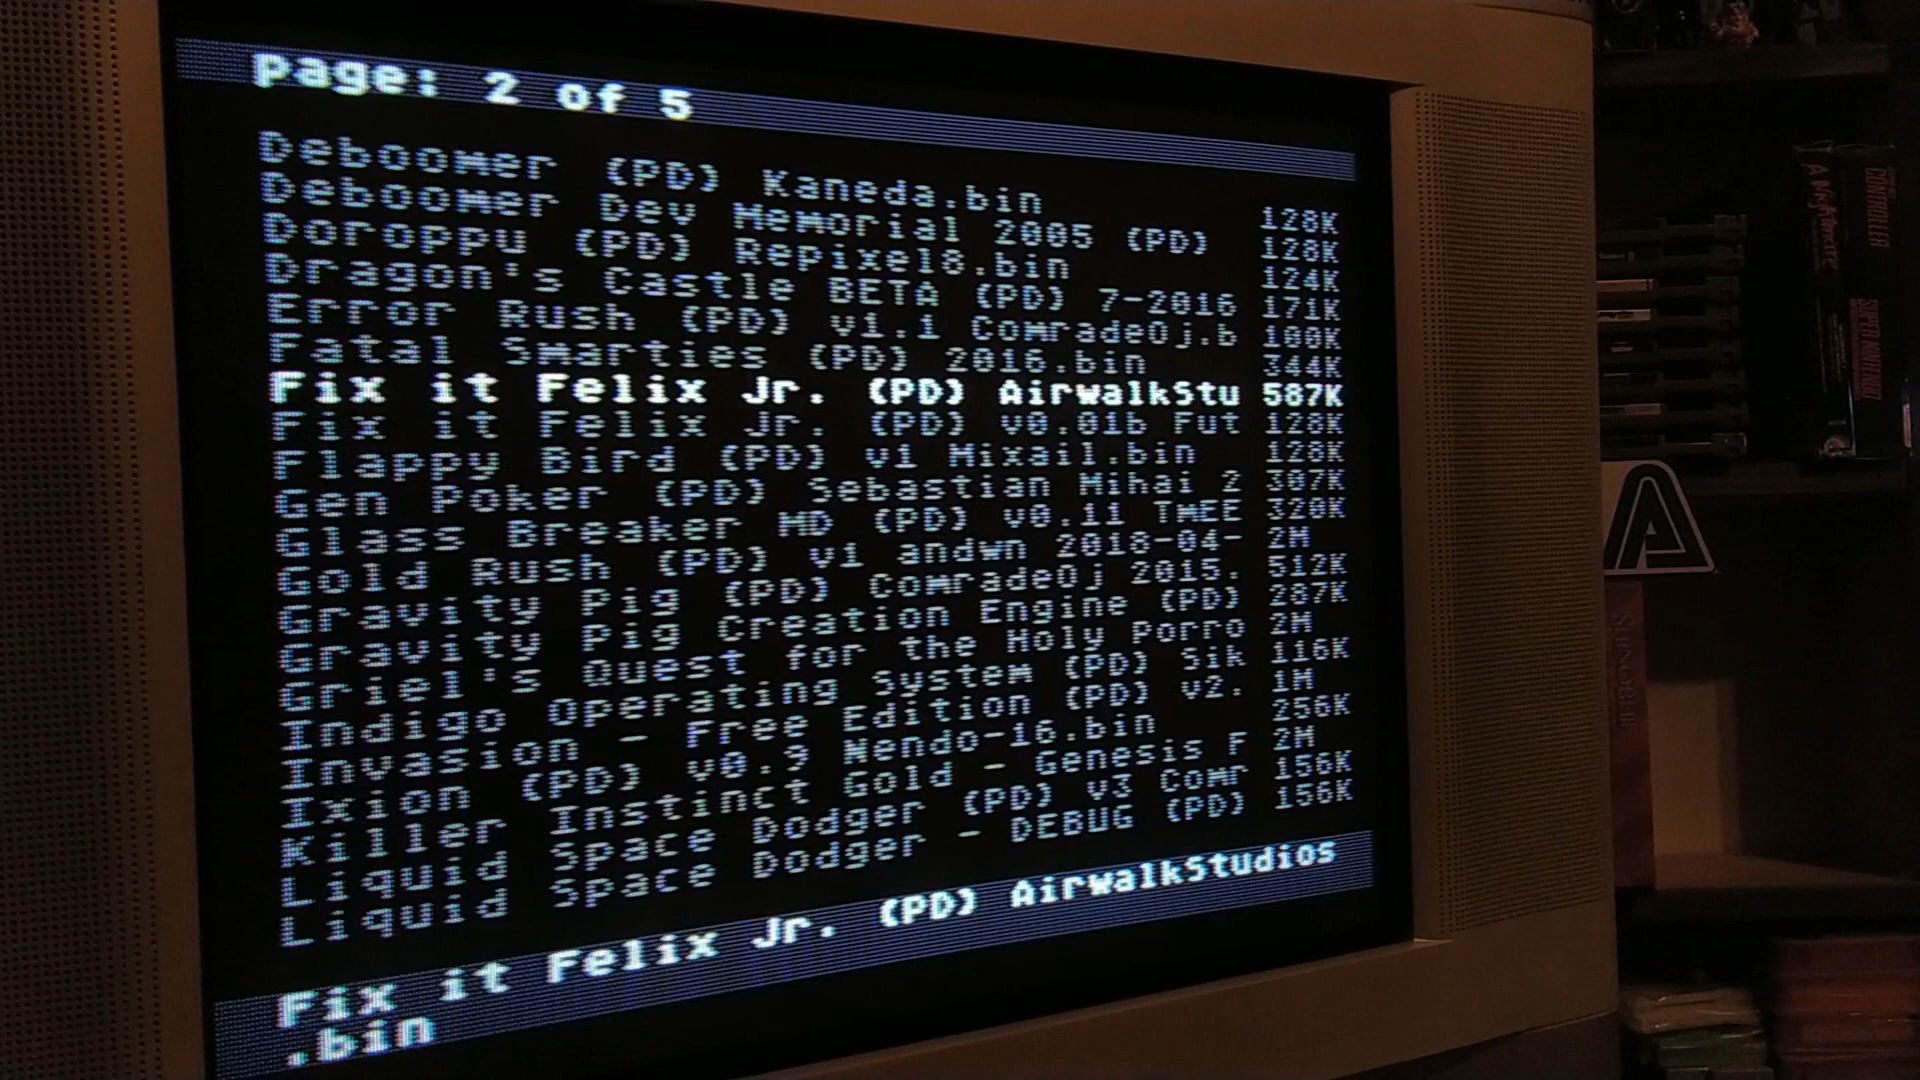 page: 2 of 5
Deboomer (PD) Kaneda.bin 128K
Deboomer Dev Memorial 2005 (PD) 128K
Doroppu (PD) Repixel8.bin 124K
Dragon's Castle BETA (PD) 7-2016 171K
Error Rush (PD) v1.1 ComradeOj.b 100K
Fatal Smarties (PD) 2016.bin 344K
Fix it Felix Jr. (PD) AirwalkStu 587K
Fix it Felix Jr. (PD) v0.01b Fut 128K
Flappy Bird (PD) v1 Mixail.bin 128K
Gen Poker (PD) Sebastian Mihai 2 307K
Glass Breaker MD (PD) v0.11 TMEE 320K
Gold Rush (PD) v1 andwn 2018-04- 2M
Gravity Pig (PD) ComradeOj 2015. 512K
Gravity Pig Creation Engine (PD) 287K
Griel's Quest for the Holy Porro 2M
Indigo Operating System (PD) Sik 116K
Invasion - Free Edition (PD) v2. 1M
Ixion (PD) v0.9 Nendo-16.bin 256K
Killer Instinct Gold - Genesis F 2M
Liquid Space Dodger (PD) v3 Comr 156K
Liquid Space Dodger - DEBUG (PD) 156K
Fix it Felix Jr. (PD) AirwalkStudios
.bin
CONTROLLER
SUPER NINTENDO